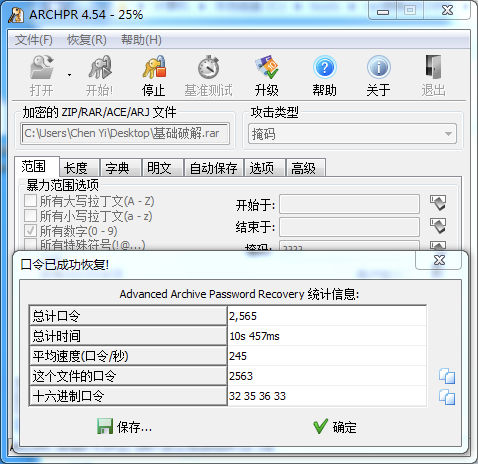 ARCHPR 4.54 - 25%
文件(F) 恢复(R) 帮助(H)
打开 开始! 停止 基准测试 升级 帮助 关于 退出
加密的 ZIP/RAR/ACE/ARJ 文件 攻击类型
C:\Users\Chen Yi\Desktop\基础破解.rar 掩码
范围 长度 字典 明文 自动保存 选项 高级
暴力范围选项
所有大写拉丁文(A - Z) 开始于:
所有小写拉丁文(a - z)
所有数字(0 - 9) 结束于:
所有特殊符号(!@...) 掩码: ????
口令已成功恢复!
Advanced Archive Password Recovery 统计信息:
总计口令 2,565
总计时间 10s 457ms
平均速度(口令/秒) 245
这个文件的口令 2563
十六进制口令 32 35 36 33
保存... 确定